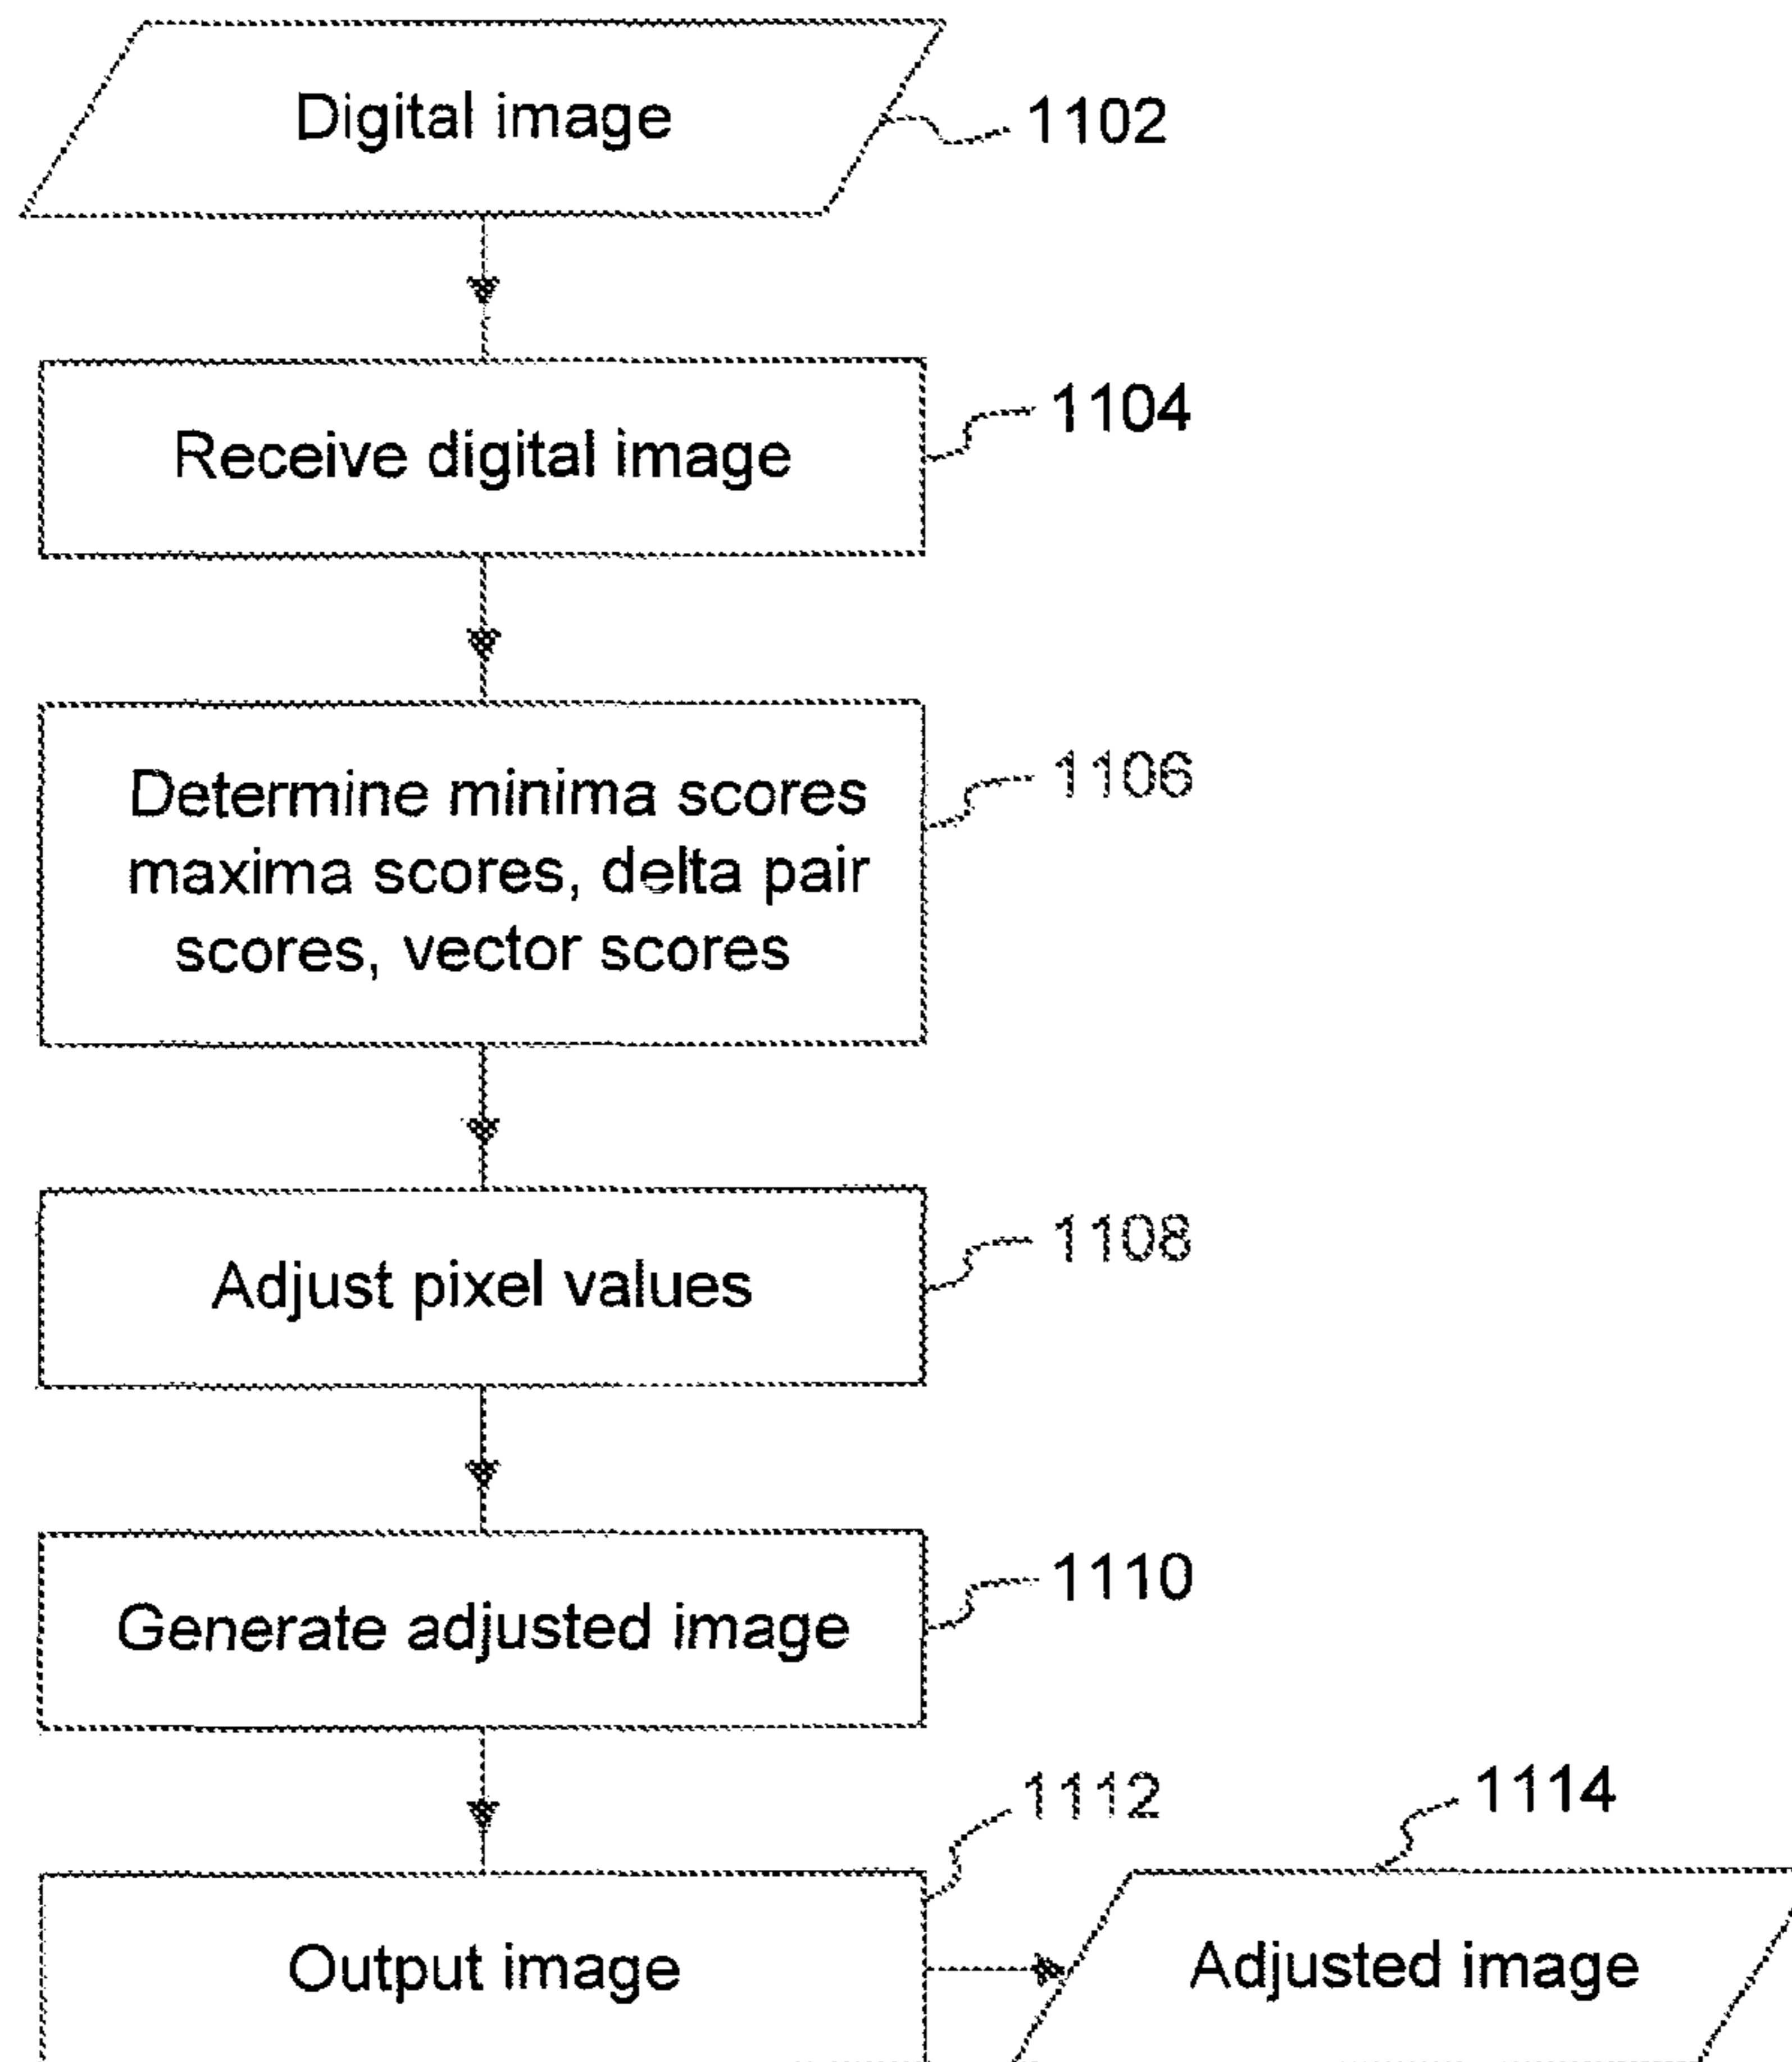 Digital image
1102
Receive digital image
1104
Determine minima scores
maxima scores, delta pair
scores, vector scores
1106
Adjust pixel values
1108
Generate adjusted image
1110
Output image
1112
Adjusted image
1114